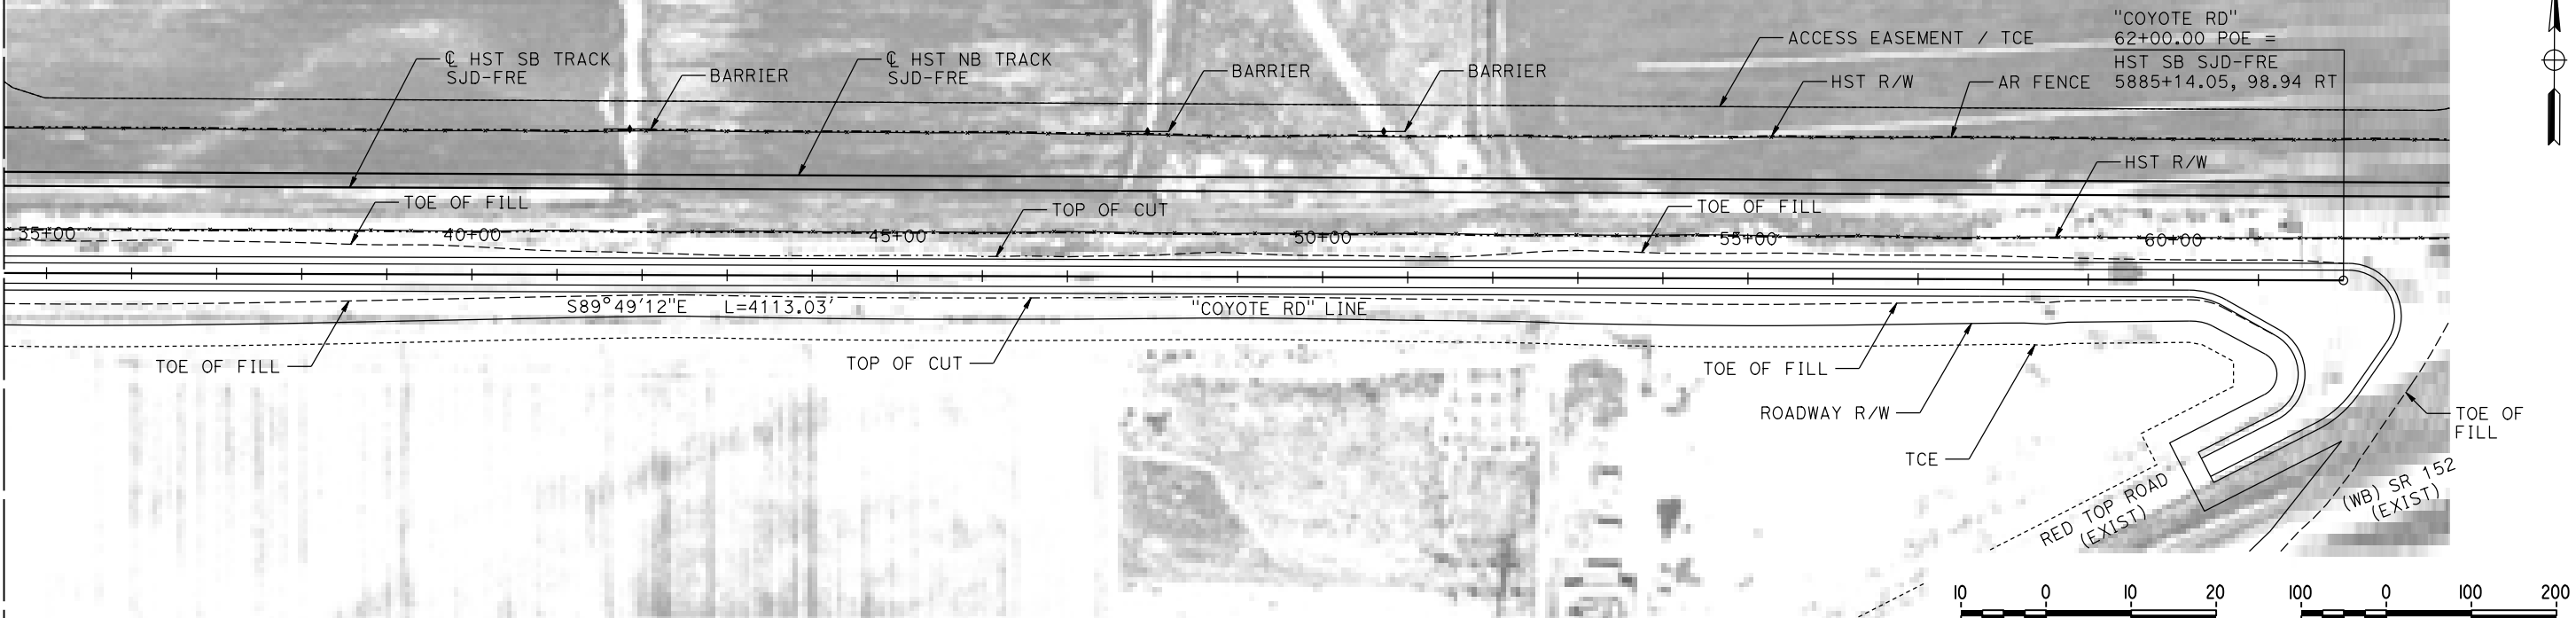 "COYOTE RD"
62+00.00 POE =
HST SB SJD-FRE
5885+14.05, 98.94 RT
ACCESS EASEMENT / TCE
℄ HST SB TRACK
SJD-FRE
BARRIER
℄ HST NB TRACK
SJD-FRE
BARRIER
BARRIER
HST R/W
AR FENCE
HST R/W
TOE OF FILL
TOP OF CUT
TOE OF FILL
35+00
40+00
45+00
50+00
55+00
60+00
S89°49'12"E L=4113.03'
"COYOTE RD" LINE
TOE OF FILL
TOP OF CUT
TOE OF FILL
ROADWAY R/W
TCE
TOE OF
FILL
RED TOP ROAD
(EXIST)
(WB) SR 152
(EXIST)
10 0 10 20
100 0 100 200